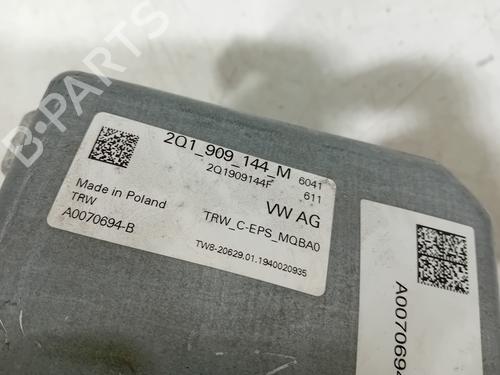 2Q1_909_144_M 6041
2Q1909144F 611
Made in Poland VW AG
TRW TRW_C-EPS_MQBA0
A0070694-B
TW8-20629.01.1940020935
A0070694
B-PARTS